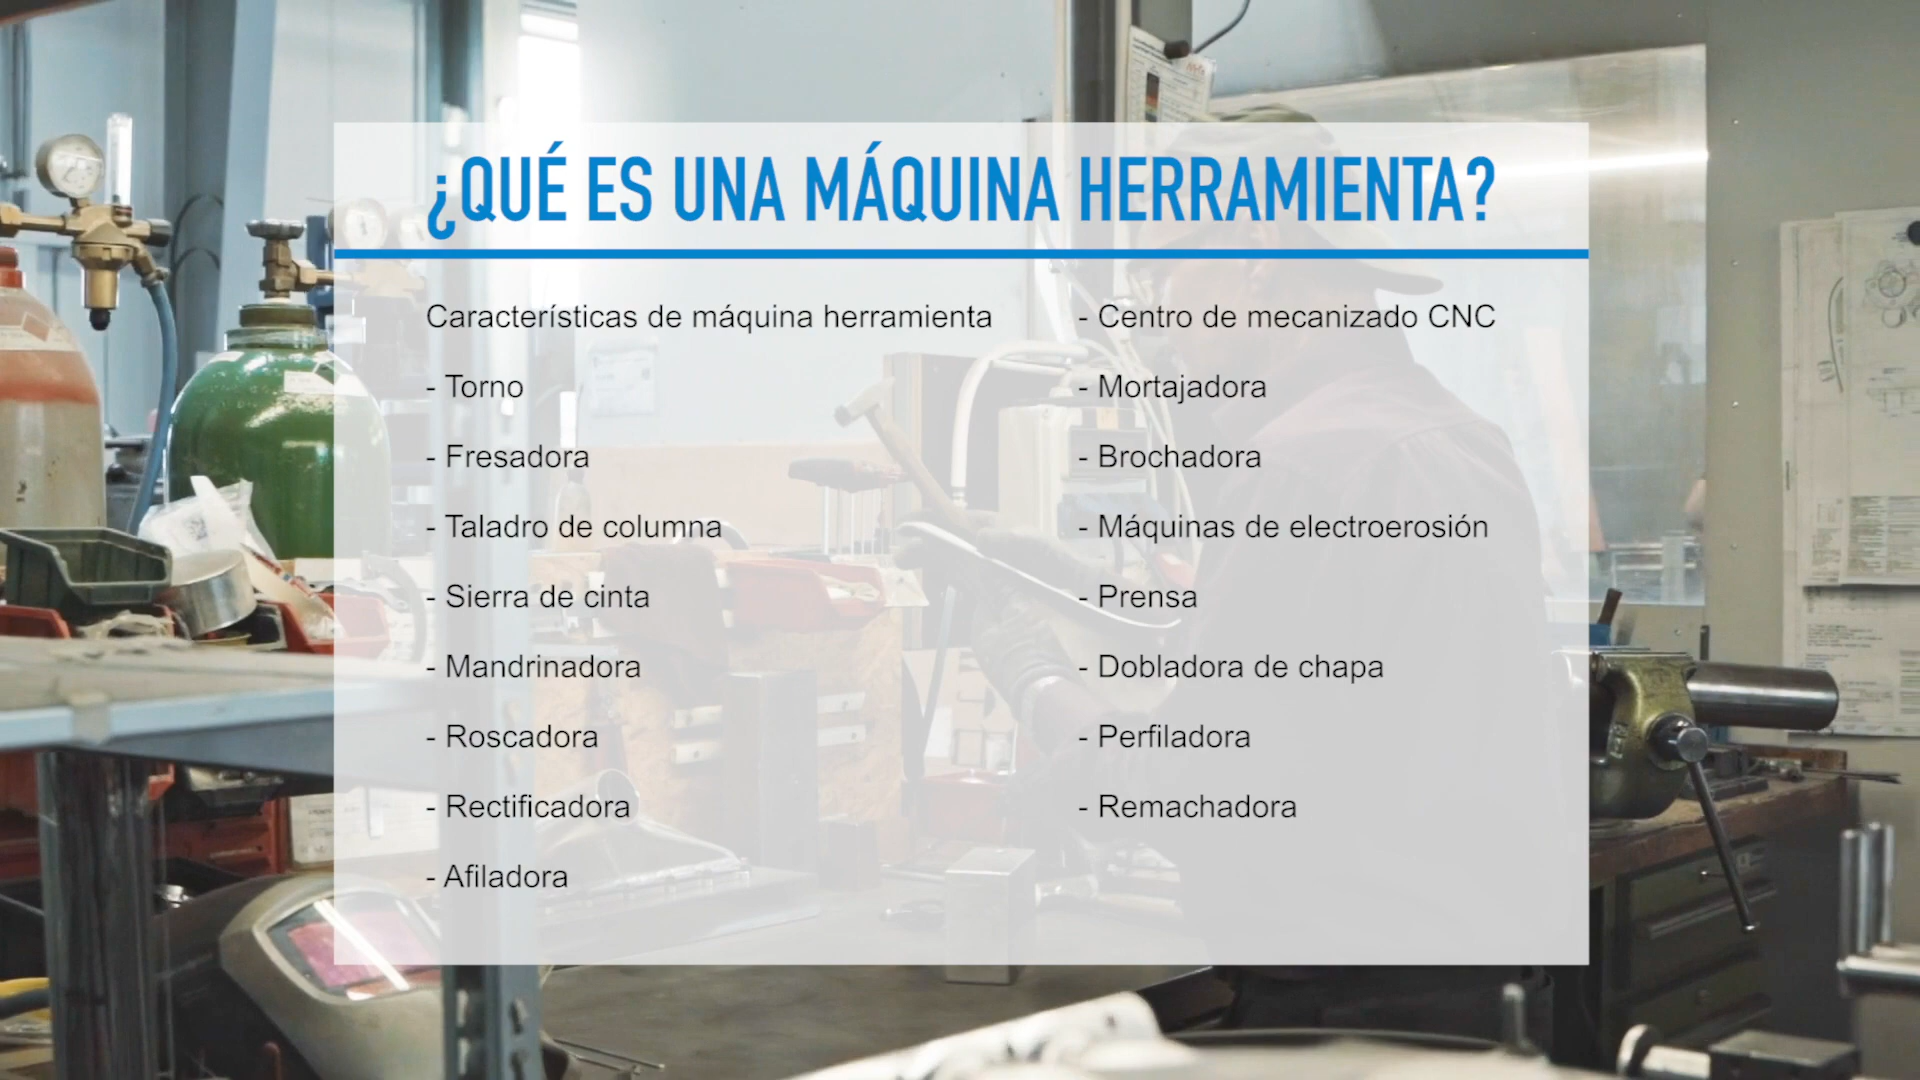 ¿QUÉ ES UNA MÁQUINA HERRAMIENTA?
Características de máquina herramienta
- Torno
- Fresadora
- Taladro de columna
- Sierra de cinta
- Mandrinadora
- Roscadora
- Rectificadora
- Afiladora
- Centro de mecanizado CNC
- Mortajadora
- Brochadora
- Máquinas de electroerosión
- Prensa
- Dobladora de chapa
- Perfiladora
- Remachadora